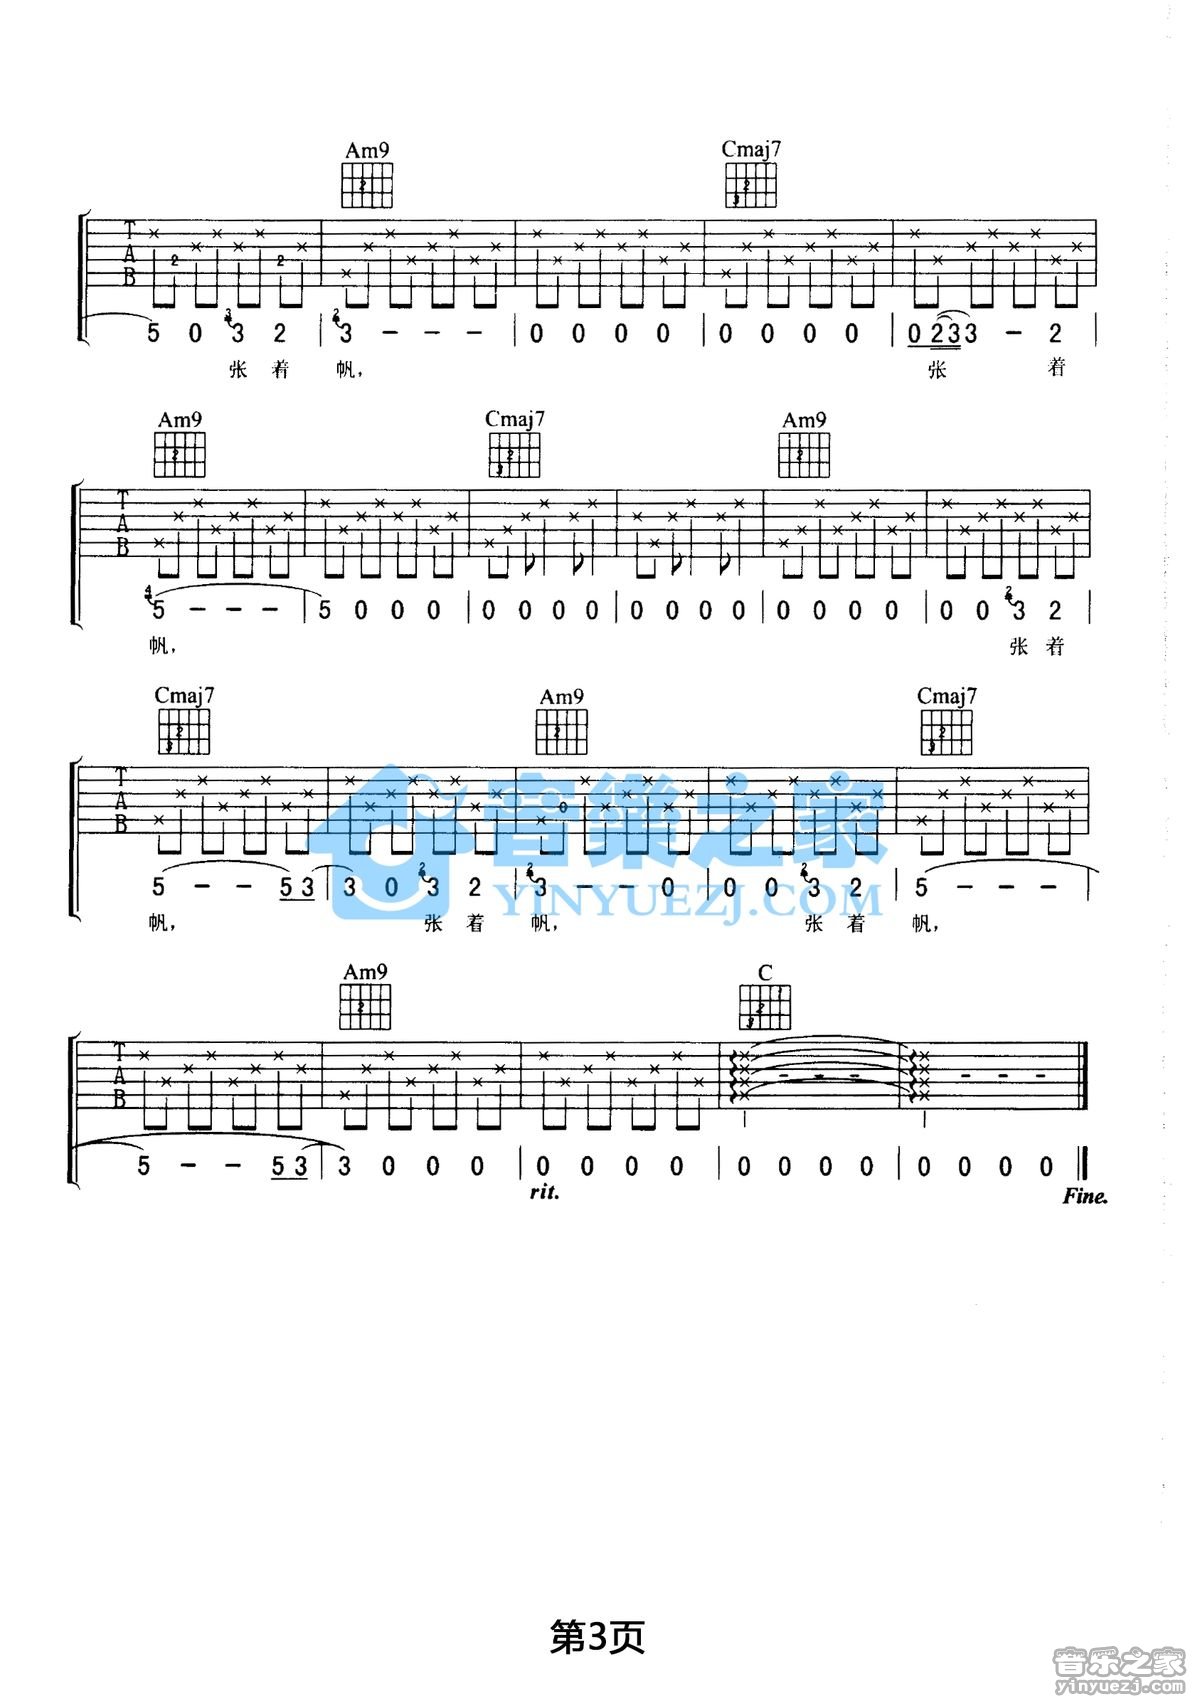 Am9 Cmaj7
T
A
B
2 2
5 0 3 2 | 3 - - - | 0 0 0 0 | 0 0 0 0 | 0 2 3 3 - 2 |
张 着 帆, 张 着
Am9 Cmaj7 Am9
T
A
B
5 - - - | 5 0 0 0 | 0 0 0 0 | 0 0 0 0 | 0 0 0 0 | 0 0 3 2 |
帆, 张 着
Cmaj7 Am9 Cmaj7
T
A
B
0
5 - - 5 3 | 3 0 3 2 | 3 - - 0 | 0 0 3 2 | 5 - - - |
帆, 张 着 帆, 张 着 帆,
音樂之家
YINYUEZJ.COM
Am9 C
T
A
B
5 - - 5 3 | 3 0 0 0 | 0 0 0 0 | 0 0 0 0 | 0 0 0 0
rit. Fine.
第3页
音乐之家
yinyuezj.com